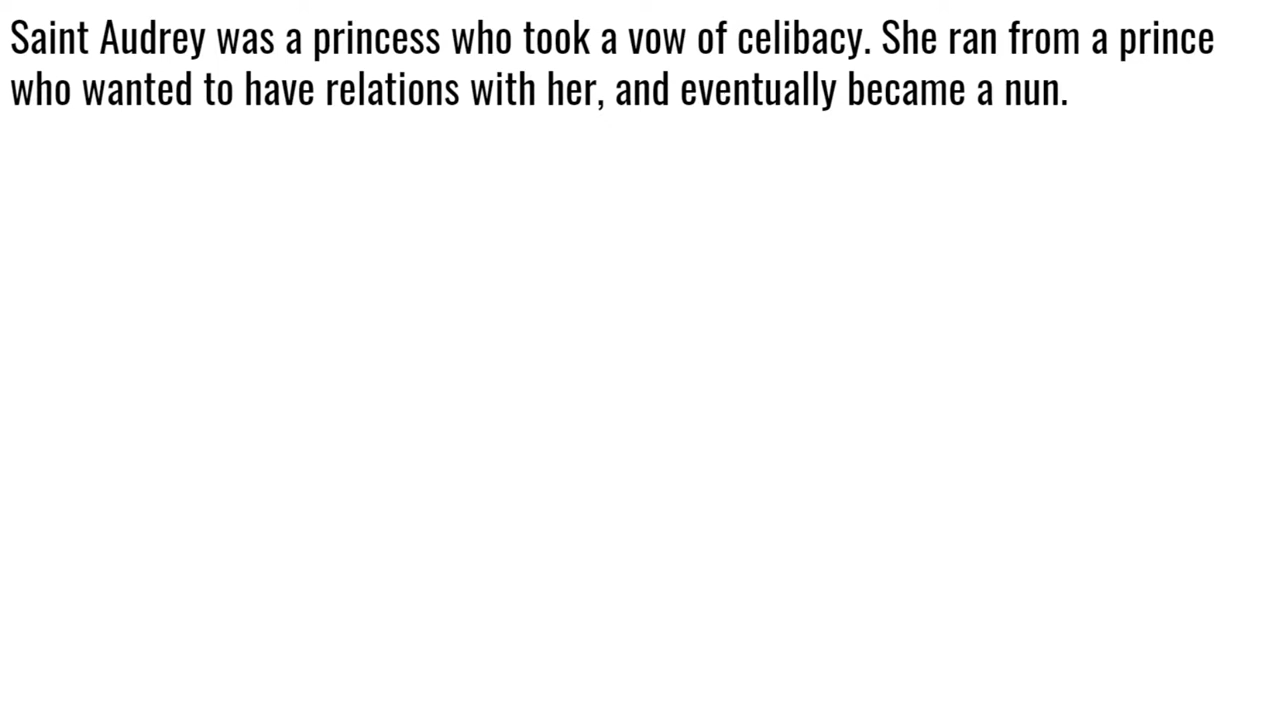 Saint Audrey was a princess who took a vow of celibacy. She ran from a prince
who wanted to have relations with her, and eventually became a nun.